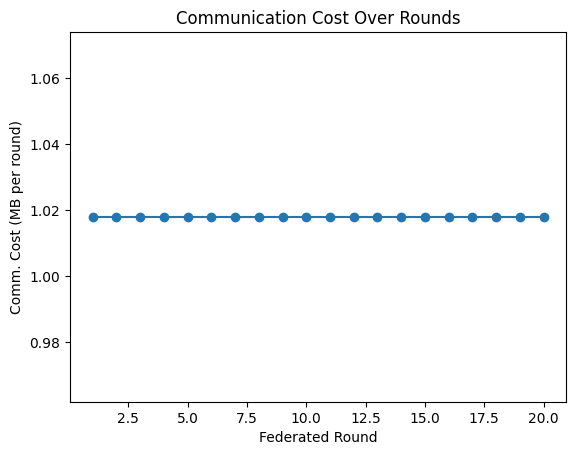 Communication Cost Over Rounds
Comm. Cost (MB per round)
1.06
1.04
1.02
1.00
0.98
2.5 5.0 7.5 10.0 12.5 15.0 17.5 20.0
Federated Round